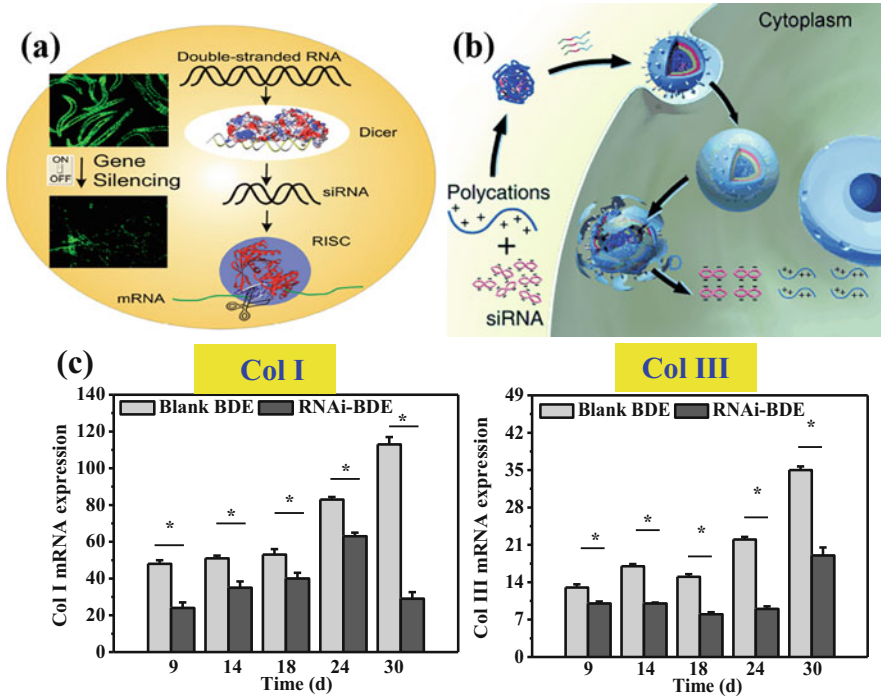 (a)
Double-stranded RNA
Dicer
ON
OFF
Gene
Silencing
siRNA
RISC
mRNA
(b)
Cytoplasm
Polycations
+ + + + + +
+
siRNA
(c)
Col I
Blank BDE
RNAi-BDE
Col I mRNA expression
140
120
100
80
60
40
20
0
*
*
*
*
*
9 14 18 24 30
Time (d)
Col III
Blank BDE
RNAi-BDE
Col III mRNA expression
49
42
35
28
21
14
7
0
*
*
*
*
*
9 14 18 24 30
Time (d)